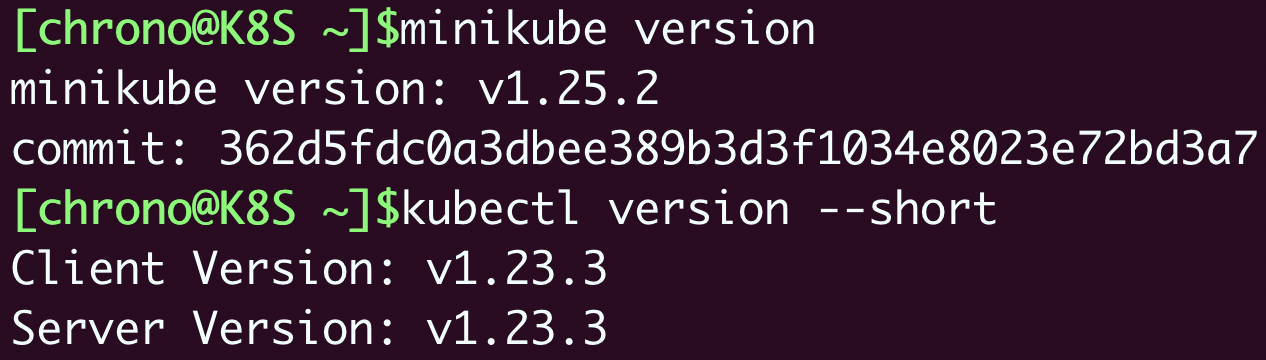 [chrono@K8S ~]$minikube version
minikube version: v1.25.2
commit: 362d5fdc0a3dbee389b3d3f1034e8023e72bd3a7
[chrono@K8S ~]$kubectl version --short
Client Version: v1.23.3
Server Version: v1.23.3